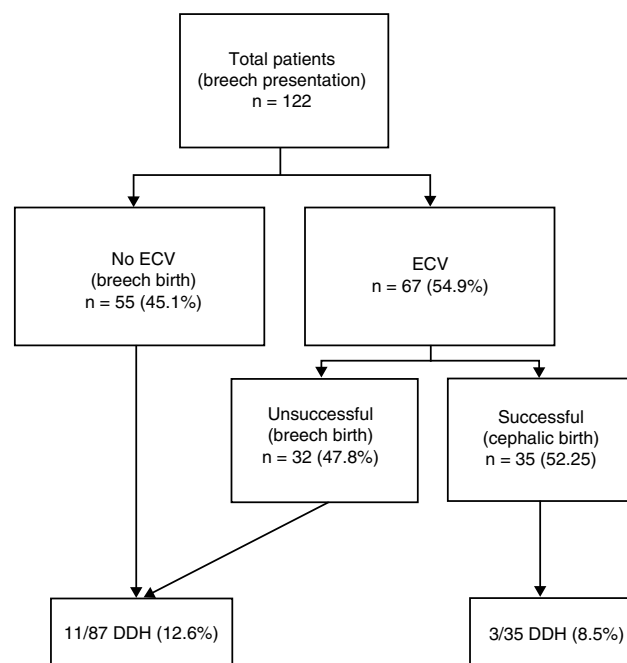 Total patients
(breech presentation)
n = 122
No ECV
(breech birth)
n = 55 (45.1%)
ECV
n = 67 (54.9%)
Unsuccessful
(breech birth)
n = 32 (47.8%)
Successful
(cephalic birth)
n = 35 (52.25)
11/87 DDH (12.6%)
3/35 DDH (8.5%)